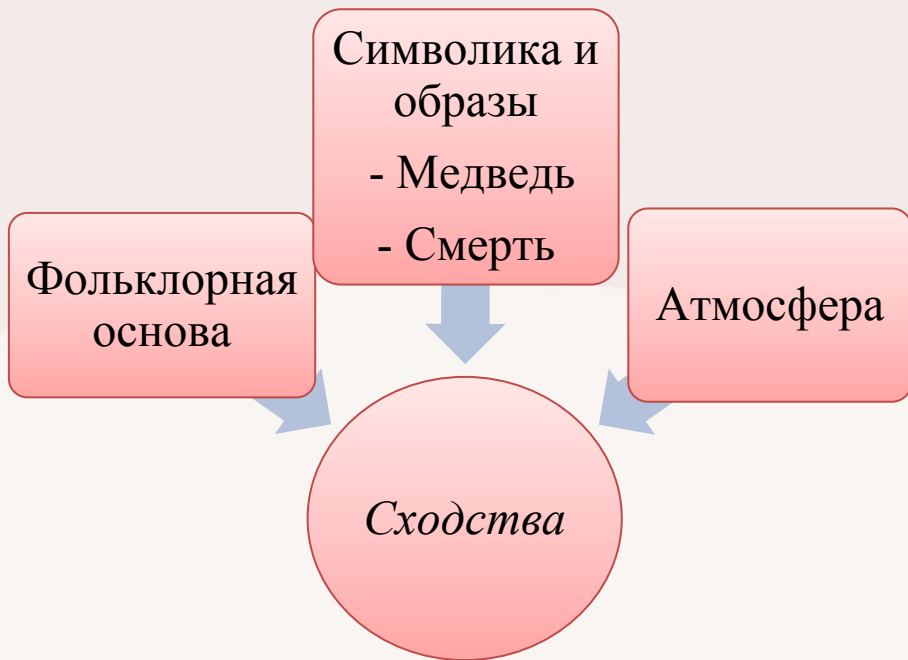 Символика и
образы
- Медведь
- Смерть
Фольклорная
основа
Атмосфера
Сходства